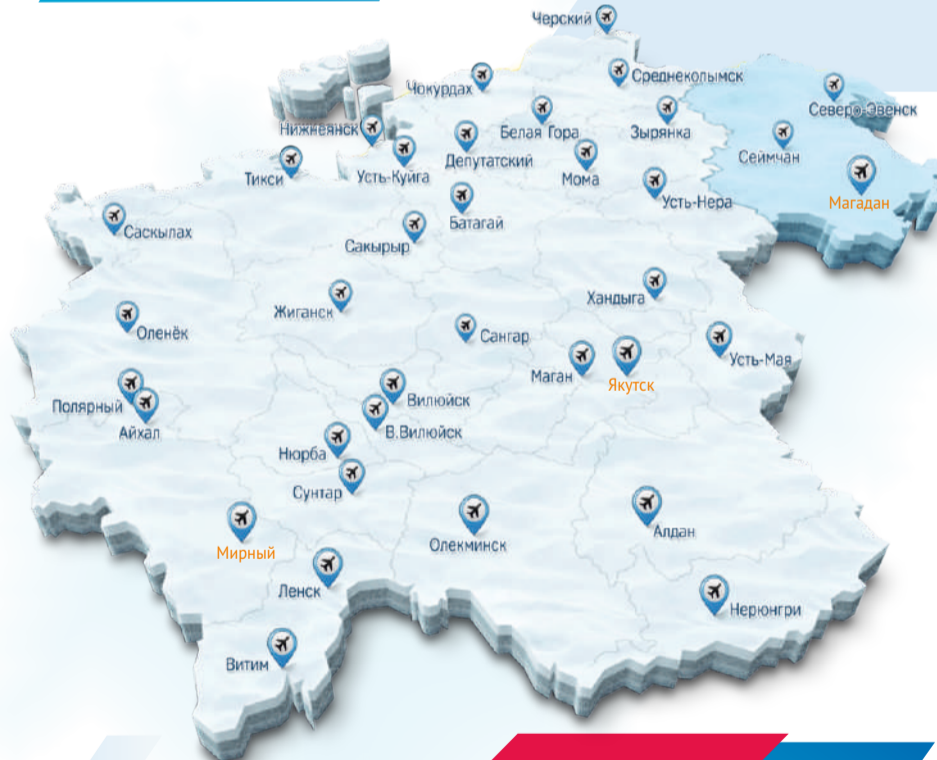 Черский
Среднеколымск
Чокурдах
Северо-Эвенск
Нижнеянск
Белая Гора
Зырянка
Депутатский
Сеймчан
Тикси
Усть-Куйга
Мома
Усть-Нера
Магадан
Батагай
Саскылах
Сакырыр
Хандыга
Жиганск
Оленёк
Сангар
Усть-Мая
Маган
Якутск
Полярный
Вилюйск
Айхал
В.Вилюйск
Нюрба
Сунтар
Алдан
Олекминск
Мирный
Ленск
Нерюнгри
Витим